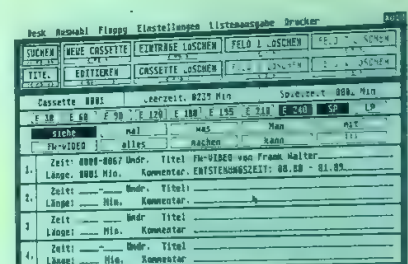 Desk Auswahl Floppy Einstellungen Listenausgabe Drucker
SUCHEN NEUE CASSETTE EINTRÄGE LÖSCHEN FELD 1 LÖSCHEN
TITEL EDITIEREN CASSETTE LÖSCHEN
Cassette 0001 Leerzeit. 0239 Min Spielzeit 000. Min
E 30 E 60 E 90 E 120 E 180 E 195 E 210 E 240 SP LP
siehe mal was Man mit
FW-VIDEO alles machen kann !!!
1. Zeit: 0000-0067 Umdr. Titel FW-VIDEO von Frank Walter
Länge. 0001 Min. Kommentar. ENTSTEHUNGSZEIT: 08.88 - 01.89
2. Zeit: - Umdr. Titel:
Länge: Min. Kommentar.
3 Zeit - Umdr Titel
Länge: Min. Kommentar
4. Zeit: - Umdr. Titel
Länge: Min. Kommentar